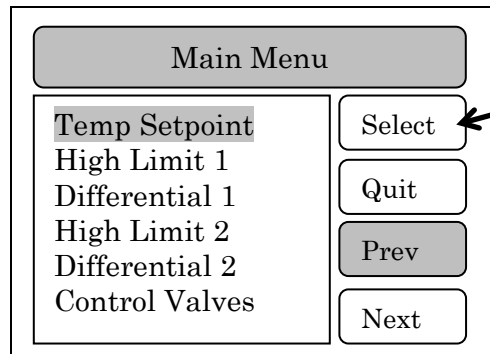 Main Menu
Temp Setpoint
High Limit 1
Differential 1
High Limit 2
Differential 2
Control Valves
Select
Quit
Prev
Next